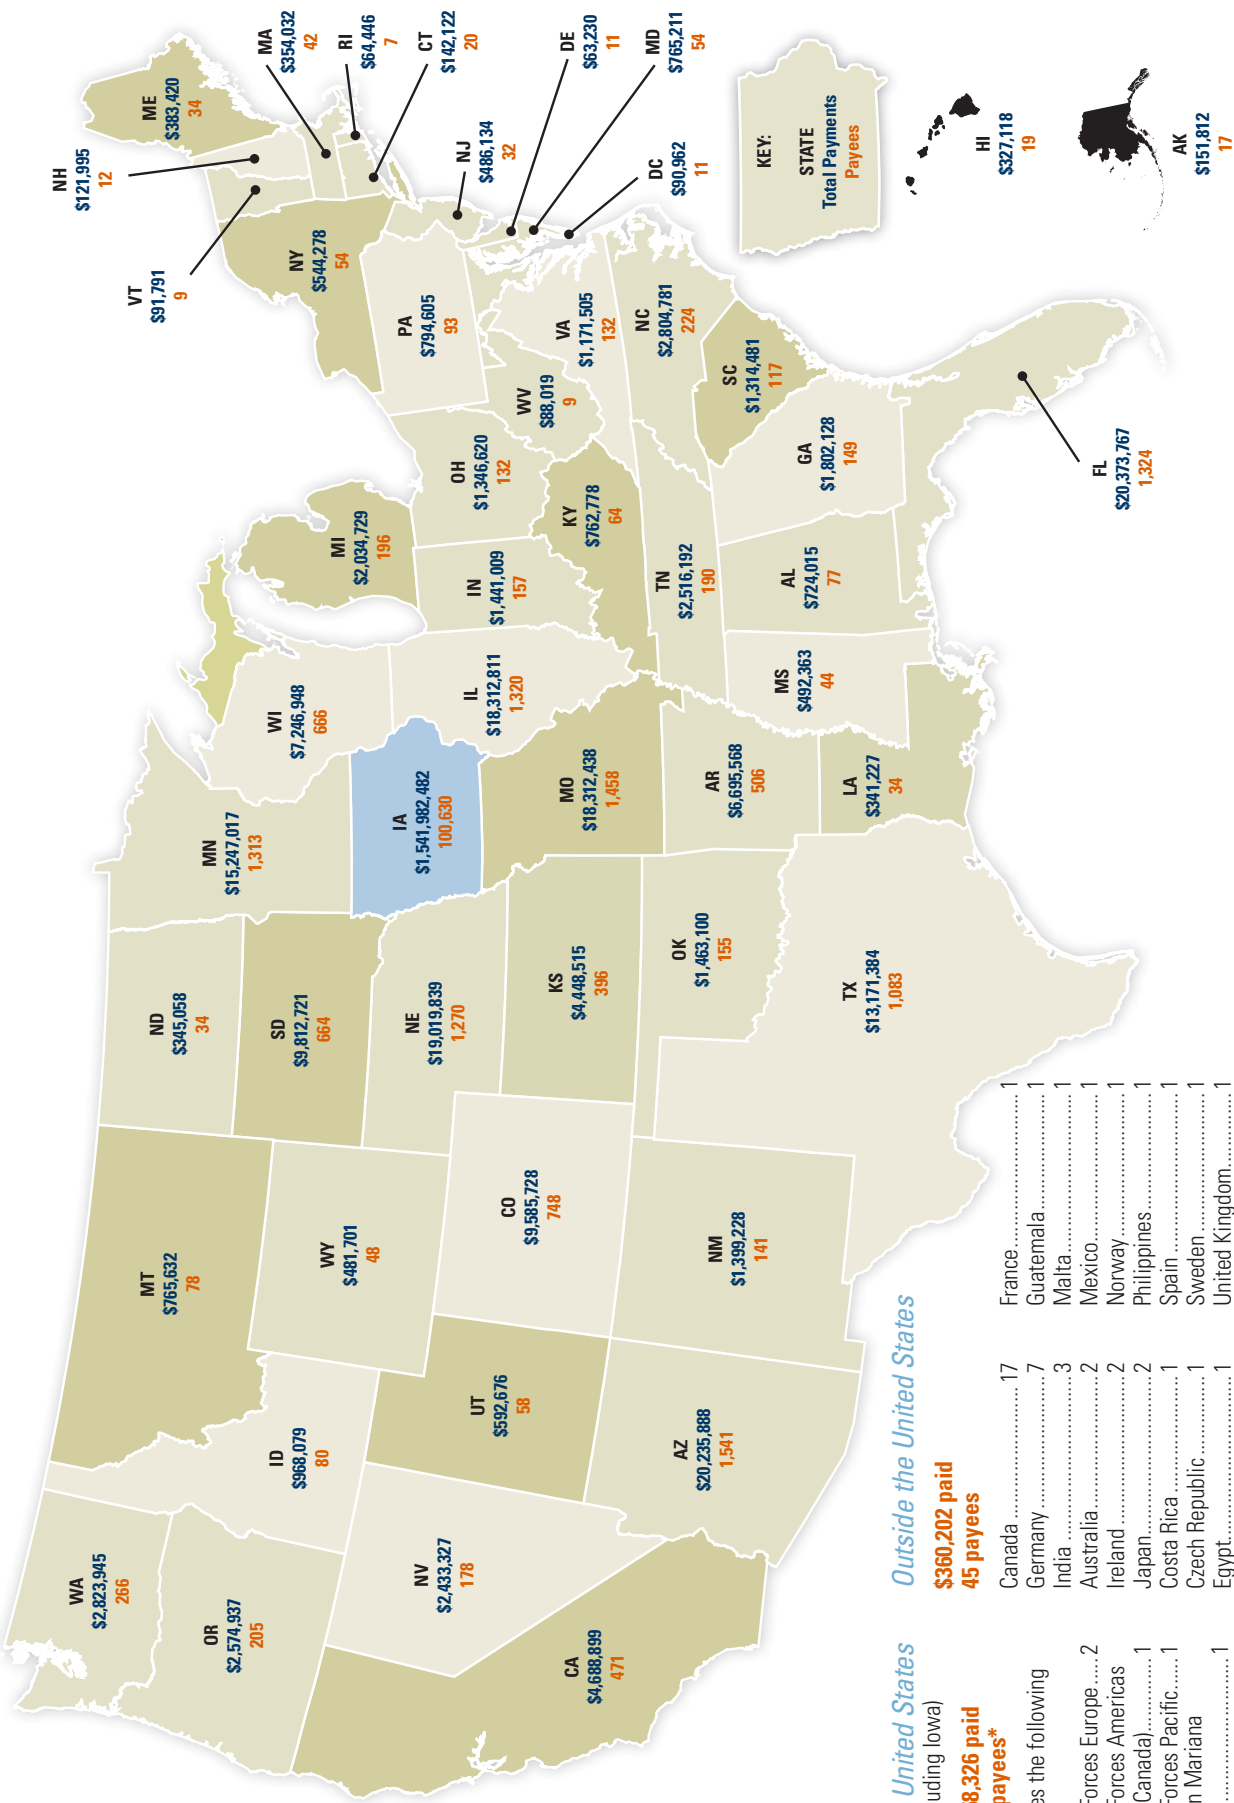 WA
$2,823,945
266
OR
$2,574,937
205
CA
$4,688,899
471
NV
$2,433,327
178
ID
$968,079
80
MT
$765,632
78
WY
$481,701
48
UT
$592,676
58
AZ
$20,235,888
1,541
CO
$9,585,728
748
NM
$1,399,228
141
ND
$345,058
34
SD
$9,812,721
664
NE
$19,019,839
1,270
KS
$4,448,515
396
OK
$1,463,100
155
TX
$13,171,384
1,083
MN
$15,247,017
1,313
IA
$1,541,982,482
100,630
MO
$18,312,438
1,458
AR
$6,695,568
506
LA
$341,227
34
WI
$7,246,948
666
IL
$18,312,811
1,320
MI
$2,034,729
196
IN
$1,441,009
157
OH
$1,346,620
132
KY
$762,778
64
TN
$2,516,192
190
MS
$492,363
44
AL
$724,015
77
GA
$1,802,128
149
FL
$20,373,767
1,324
SC
$1,314,481
117
NC
$2,804,781
224
VA
$1,171,505
132
WV
$88,019
9
PA
$794,605
93
NY
$544,278
54
VT
$91,791
9
NH
$121,995
12
ME
$383,420
34
MA
$354,032
42
RI
$64,446
7
CT
$142,122
20
NJ
$486,134
32
DE
$63,230
11
MD
$765,211
54
DC
$90,962
11
KEY:
STATE
Total Payments
Payees
HI
$327,118
19
AK
$151,812
17
United States
uding Iowa)
8,326 paid
payees*
es the following
Forces Europe .... 2
Forces Americas
Canada) ............. 1
Forces Pacific ...... 1
n Mariana
........................ 1
Outside the United States
$360,202 paid
45 payees
Canada ........................ 17
Germany ........................ 7
India ........................ 3
Australia ........................ 2
Ireland ........................ 2
Japan ........................ 2
Costa Rica ........................ 1
Czech Republic ............. 1
Egypt ........................ 1
France ........................ 1
Guatemala ........................ 1
Malta ........................ 1
Mexico ........................ 1
Norway ........................ 1
Philippines ........................ 1
Spain ........................ 1
Sweden ........................ 1
United Kingdom ............. 1